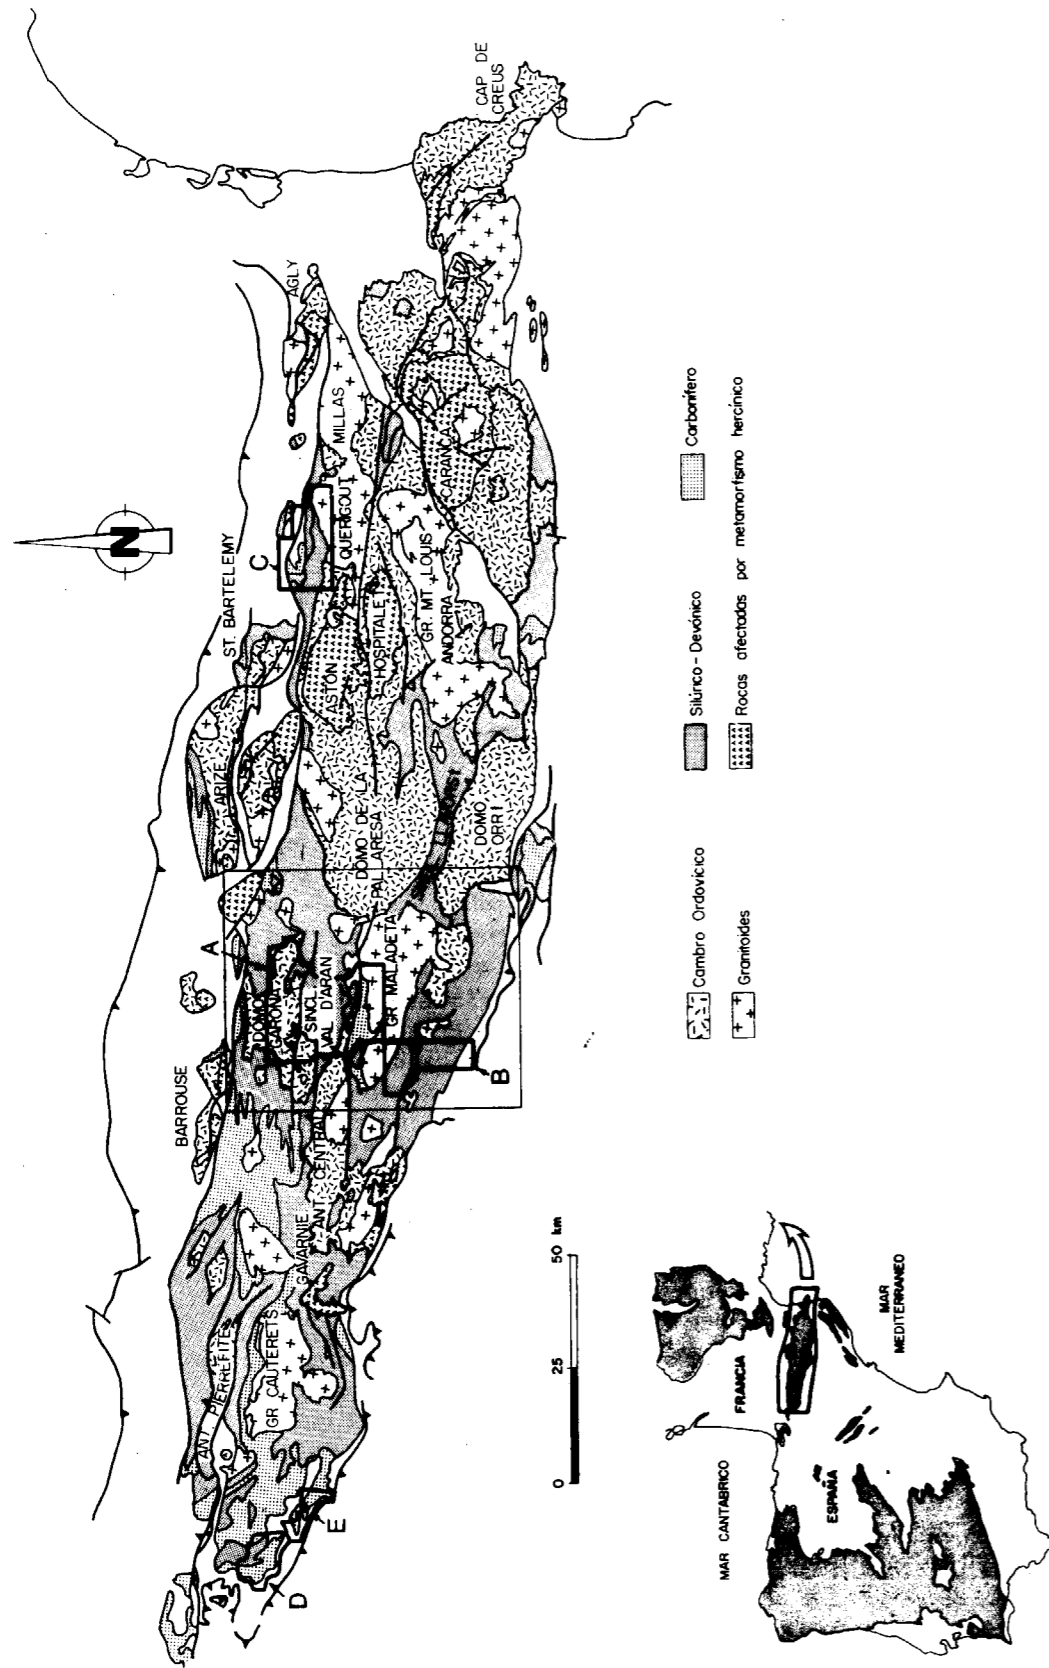 N
CAP DE
CREUS
AGLY
MILLAS
QUERIGOUT
C
ST. BARTELEMY
CARANCA
GR. MT. LOUIS
ANDORRA
HOSPITALET
ASTON
ARIZE
DOMO DE LA
PALLARESA
LLAVORSI
DOMO
ORRI
A
DOMO
GARONA
SINCL.
VAL D'ARAN
GR MALADETA
B
BARROUSE
ANT. CENTRAL
GAVARNIE
GR CAUTERETS
ANT PIERREFITE
E
D
0 25 50 km
Cambro Ordovícico
Silúrico-Devónico
Carbonífero
Granitoides
Rocas afectadas por metamorfismo hercínico
MAR CANTÁBRICO
FRANCIA
ESPAÑA
MAR
MEDITERRANEO